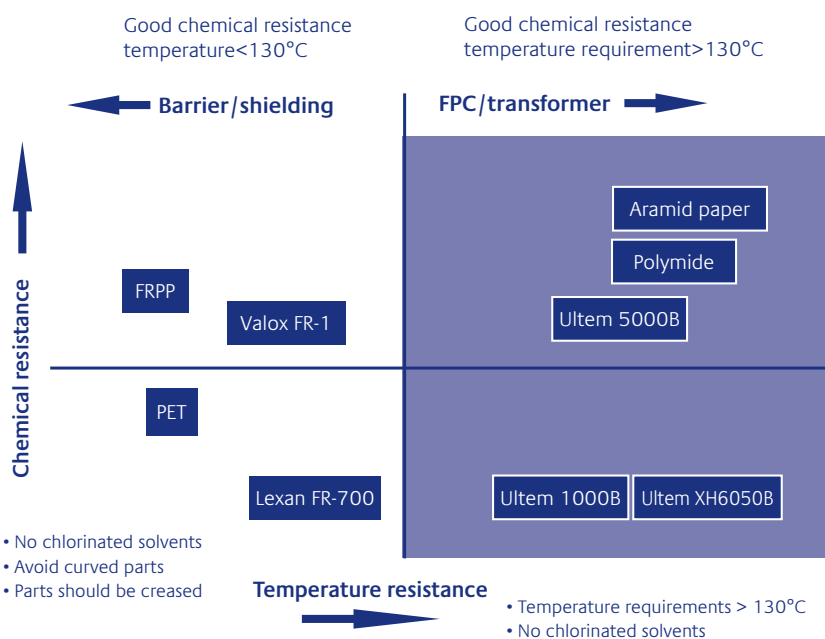 Good chemical resistance
temperature<130°C
Good chemical resistance
temperature requirement>130°C
Barrier/shielding
FPC/transformer
Chemical resistance
Aramid paper
Polymide
FRPP
Valox FR-1
Ultem 5000B
PET
Lexan FR-700
Ultem 1000B
Ultem XH6050B
• No chlorinated solvents
• Avoid curved parts
• Parts should be creased
Temperature resistance
• Temperature requirements > 130°C
• No chlorinated solvents